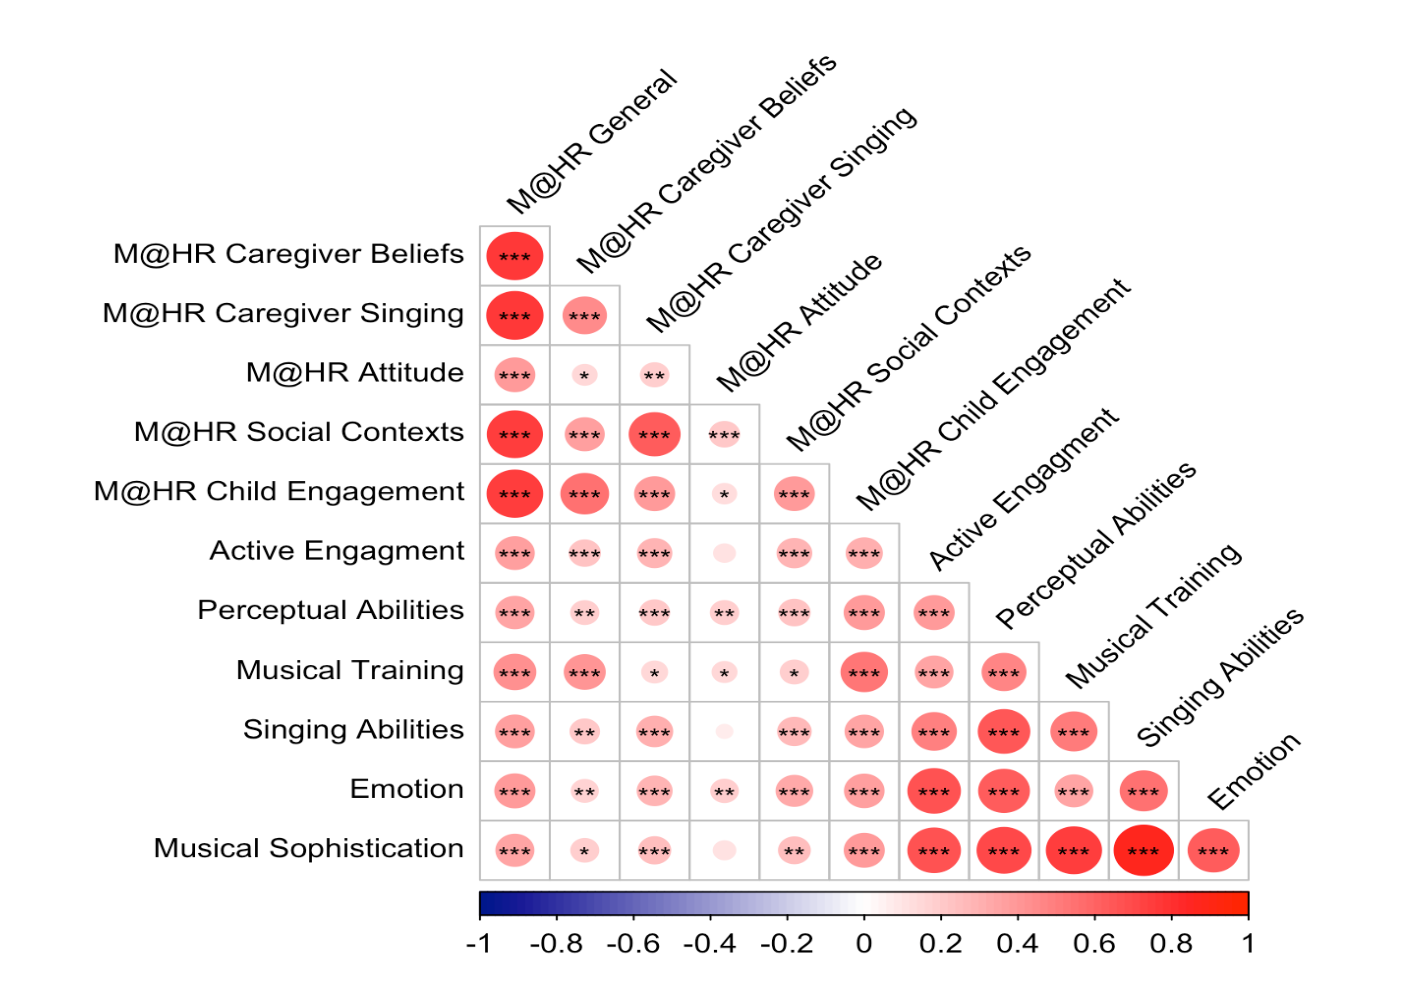 M@HR General
M@HR Caregiver Beliefs
M@HR Caregiver Singing
M@HR Attitude
M@HR Social Contexts
M@HR Child Engagement
Active Engagment
Perceptual Abilities
Musical Training
Singing Abilities
Emotion
M@HR Caregiver Beliefs ***
M@HR Caregiver Singing *** ***
M@HR Attitude *** * **
M@HR Social Contexts *** *** *** ***
M@HR Child Engagement *** *** *** * ***
Active Engagment *** *** *** *** ***
Perceptual Abilities *** ** *** ** *** *** ***
Musical Training *** *** * * * *** *** ***
Singing Abilities *** ** *** *** *** *** *** ***
Emotion *** ** *** ** *** *** *** *** *** ***
Musical Sophistication *** * *** ** *** *** *** *** *** ***
-1 -0.8 -0.6 -0.4 -0.2 0 0.2 0.4 0.6 0.8 1